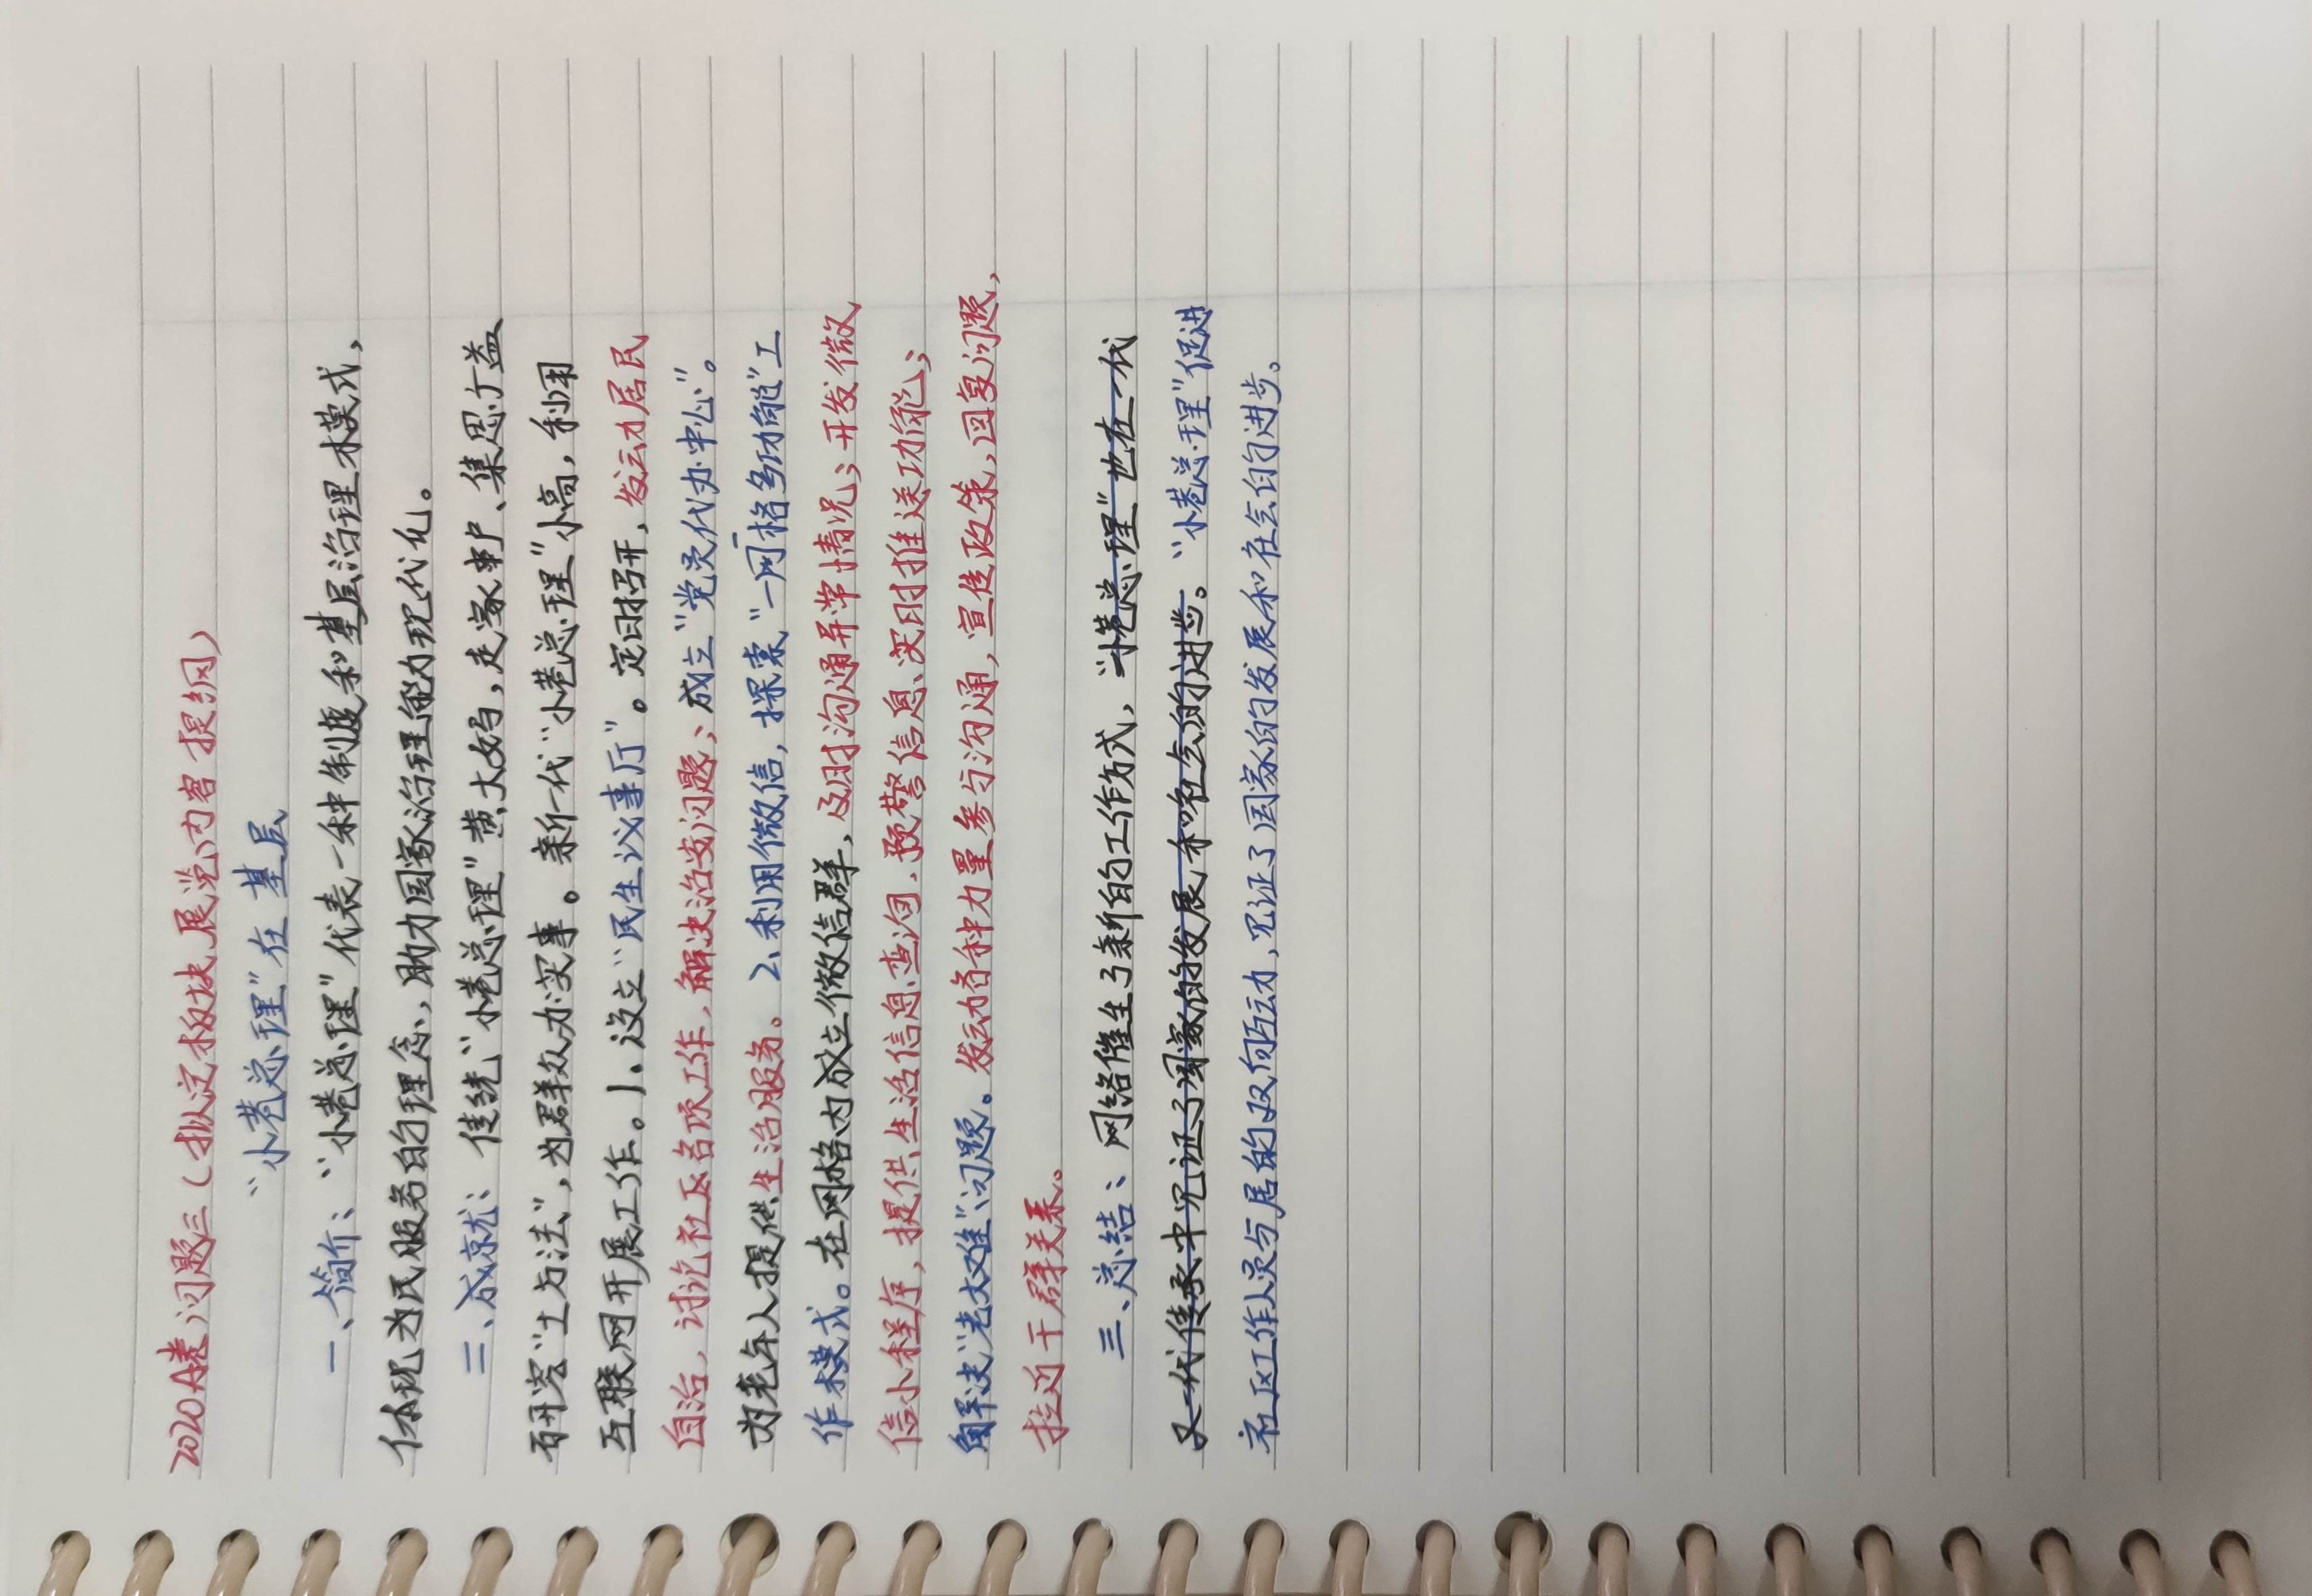 2020A类问题三（拟定板块展览内容提纲）
“小巷总理”在基层
一、简介：“小巷总理”代表一种制度和基层治理模式，
体现为民服务的理念，助力国家治理能力现代化。
二、成就：传统“小巷总理”黄大妈，走家串户、集思广益
研究“土方法”，为群众办实事。新一代“小巷总理”小高，利用
互联网开展工作。1.设立“民生议事厅”。定时招开，发动居民
自治，讨论社区各项工作，解决治安问题；成立“党员代办中心”。
为老年人提供生活服务。2、利用微信，探索“一网格多功能”工
作模式。在网格内成立微信群，及时沟通异常情况；开发微
信小程序，提供生活信息查询，预警信息实时推送功能；
解决“老大难”问题。发动各种力量参与沟通，宣传政策，回复问题，
拉近干群关系。
三、总结：网络催生了新的工作方式，“小巷总理”也在一代
又一代传承中见证了国家的发展和社会的进步。“小巷总理”促进
社区工作人员与居的双向互动，见证了国家的发展和社会的进步。